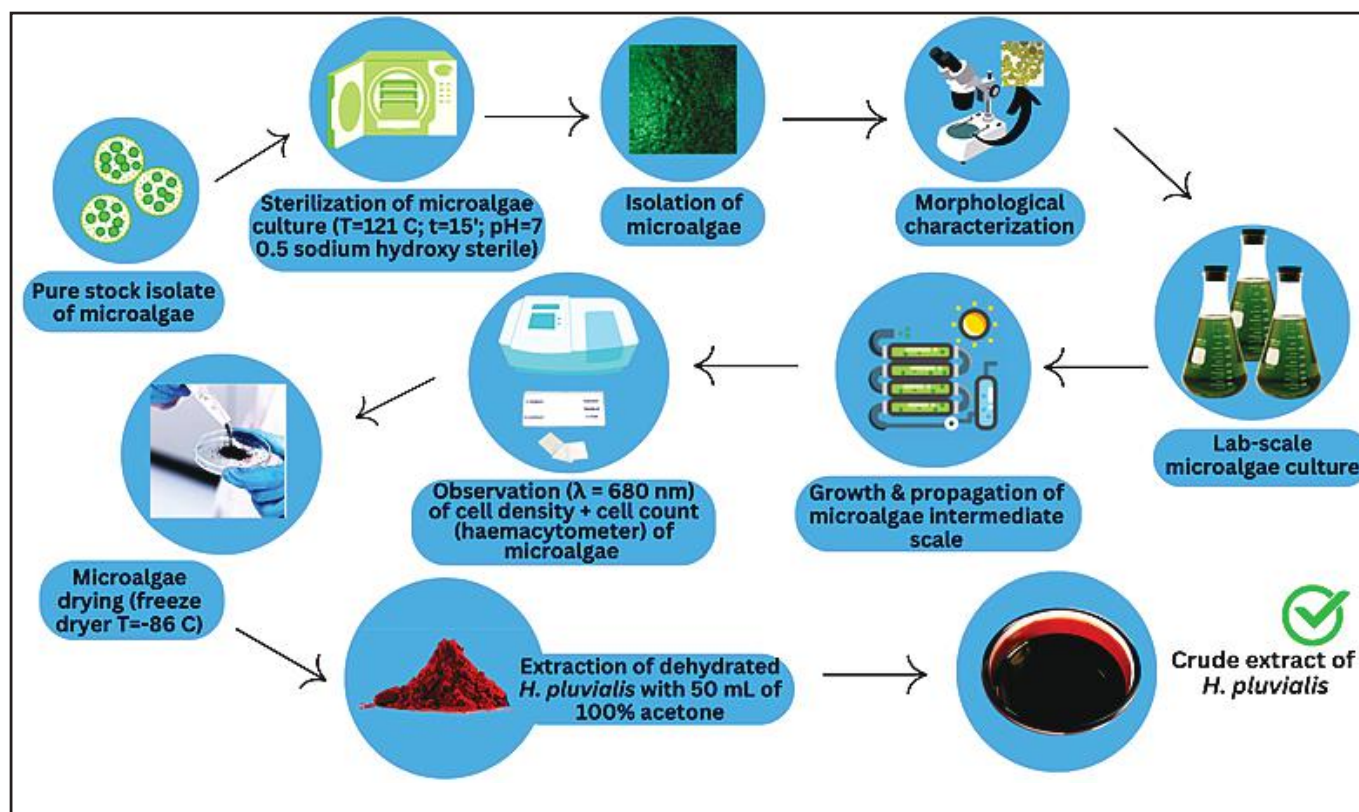 Pure stock isolate
of microalgae
Sterilization of microalgae
culture (T=121 C; t=15'; pH=7
0.5 sodium hydroxy sterile)
Isolation of
microalgae
Morphological
characterization
Lab-scale
microalgae culture
Growth & propagation of
microalgae intermediate
scale
Observation (λ = 680 nm)
of cell density + cell count
(haemacytometer) of
microalgae
Microalgae
drying (freeze
dryer T=-86 C)
Extraction of dehydrated
H. pluvialis with 50 mL of
100% acetone
Crude extract of
H. pluvialis